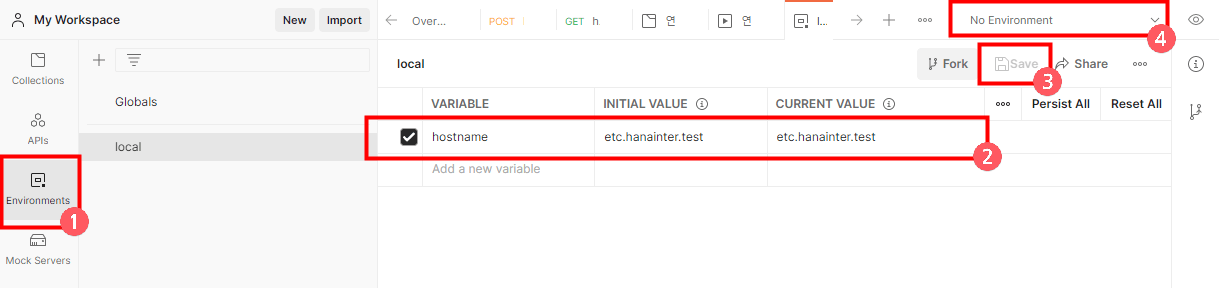 My Workspace New Import Over... POST GET h 연 연 l... No Environment
4
Collections
local Fork Save Share
3
Globals VARIABLE INITIAL VALUE CURRENT VALUE Persist All Reset All
APIs
hostname etc.hanainter.test etc.hanainter.test
local
2
Add a new variable
Environments
1
Mock Servers